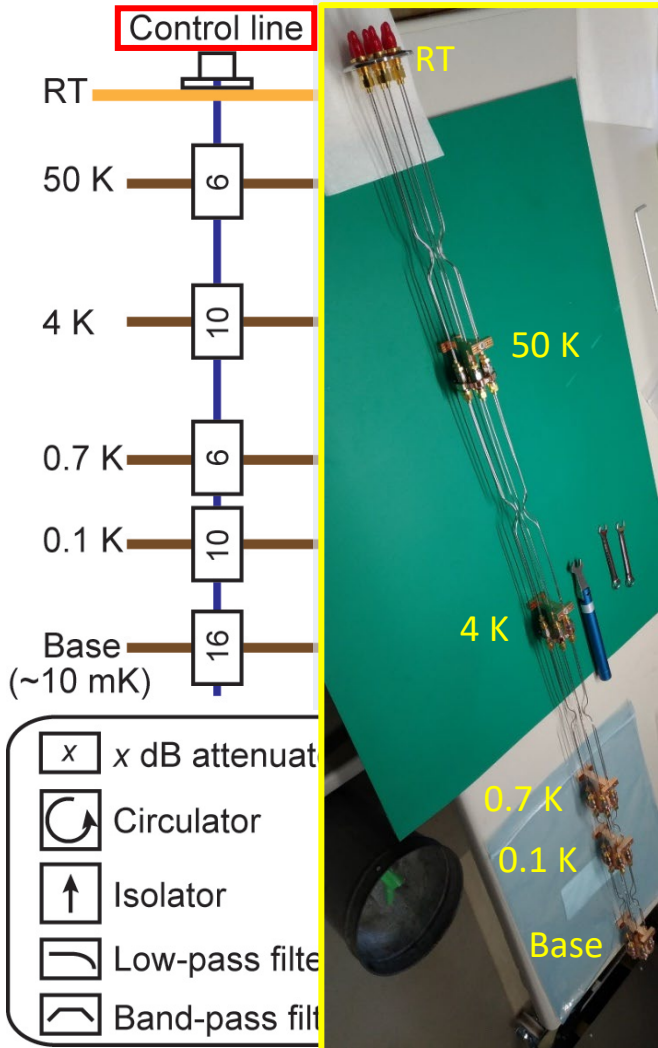 Control line
RT
50 K
6
4 K
10
0.7 K
6
0.1 K
10
Base
(~10 mK)
16
x
x dB attenuat
Circulator
Isolator
Low-pass filte
Band-pass filt
RT
50 K
4 K
0.7 K
0.1 K
Base